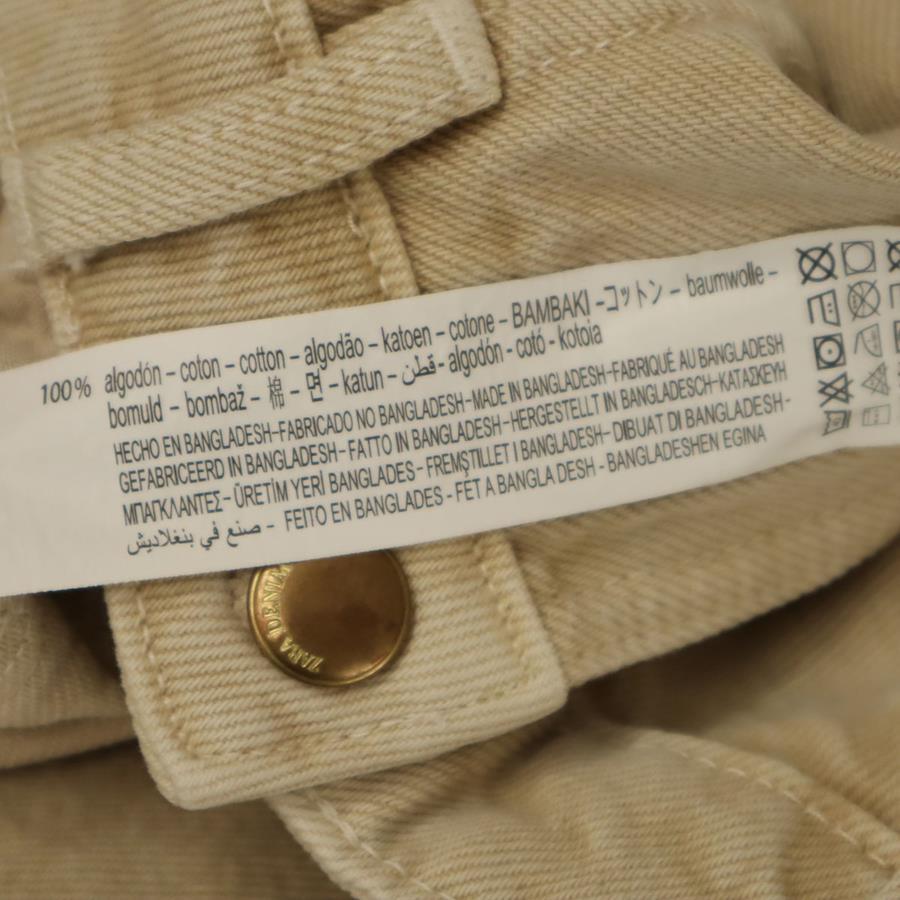 100% algodón – coton – cotton – algodão – katoen – cotone – BAMBAKI – コットン – baumwolle –
bomuld – bombaž – 棉 – 면 – katun – قطن - algodón - cotó - kotoia
HECHO EN BANGLADESH–FABRICADO NO BANGLADESH–MADE IN BANGLADESH–FABRIQUÉ AU BANGLADESH
GEFABRICEERD IN BANGLADESH – FATTO IN BANGLADESH –HERGESTELLT IN BANGLADESCH– ΚΑΤΑΣΚΕΥΗ
ΜΠΑΓΚΛΑΝΤΕΣ – ÜRETİM YERİ BANGLADES – FREMSTILLET I BANGLADESH– DIBUAT DI BANGLADESH -
صنع في بنغلاديش – FEITO EN BANGLADES - FET A BANGLA DESH - BANGLADESHEN EGINA
ZARA DENIM